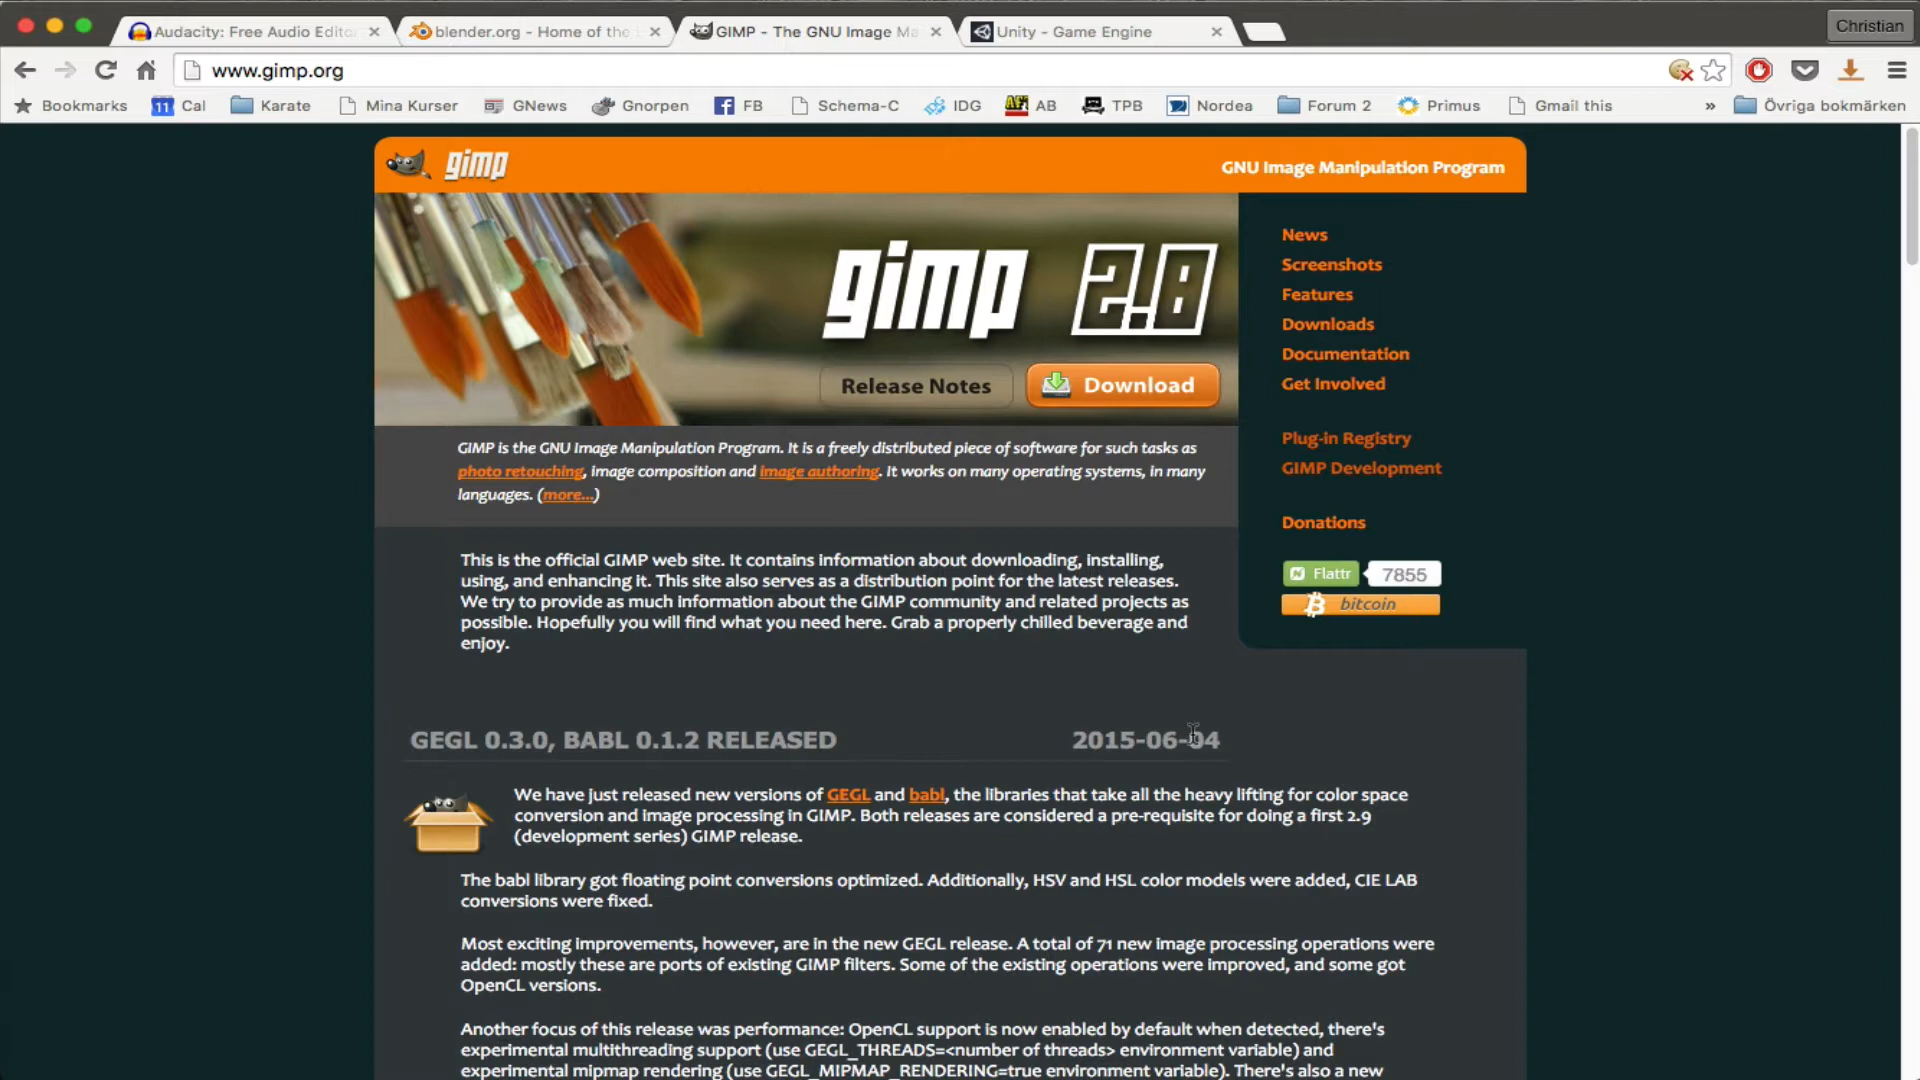 Audacity: Free Audio Edito
blender.org - Home of the
GIMP - The GNU Image Ma
Unity - Game Engine
Christian
www.gimp.org
Bookmarks
11 Cal
Karate
Mina Kurser
GNews
Gnorpen
FB
Schema-C
IDG
AB
TPB
Nordea
Forum 2
Primus
Gmail this
»
Övriga bokmärken
gimp
GNU Image Manipulation Program
gimp 2.8
Release Notes
Download
News
Screenshots
Features
Downloads
Documentation
Get Involved
Plug-in Registry
GIMP Development
Donations
Flattr 7855
bitcoin
GIMP is the GNU Image Manipulation Program. It is a freely distributed piece of software for such tasks as
photo retouching, image composition and image authoring. It works on many operating systems, in many
languages. (more...)
This is the official GIMP web site. It contains information about downloading, installing,
using, and enhancing it. This site also serves as a distribution point for the latest releases.
We try to provide as much information about the GIMP community and related projects as
possible. Hopefully you will find what you need here. Grab a properly chilled beverage and
enjoy.
GEGL 0.3.0, BABL 0.1.2 RELEASED 2015-06-04
We have just released new versions of GEGL and babl, the libraries that take all the heavy lifting for color space
conversion and image processing in GIMP. Both releases are considered a pre-requisite for doing a first 2.9
(development series) GIMP release.
The babl library got floating point conversions optimized. Additionally, HSV and HSL color models were added, CIE LAB
conversions were fixed.
Most exciting improvements, however, are in the new GEGL release. A total of 71 new image processing operations were
added: mostly these are ports of existing GIMP filters. Some of the existing operations were improved, and some got
OpenCL versions.
Another focus of this release was performance: OpenCL support is now enabled by default when detected, there's
experimental multithreading support (use GEGL_THREADS=<number of threads> environment variable) and
experimental mipmap rendering (use GEGL_MIPMAP_RENDERING=true environment variable). There's also a new